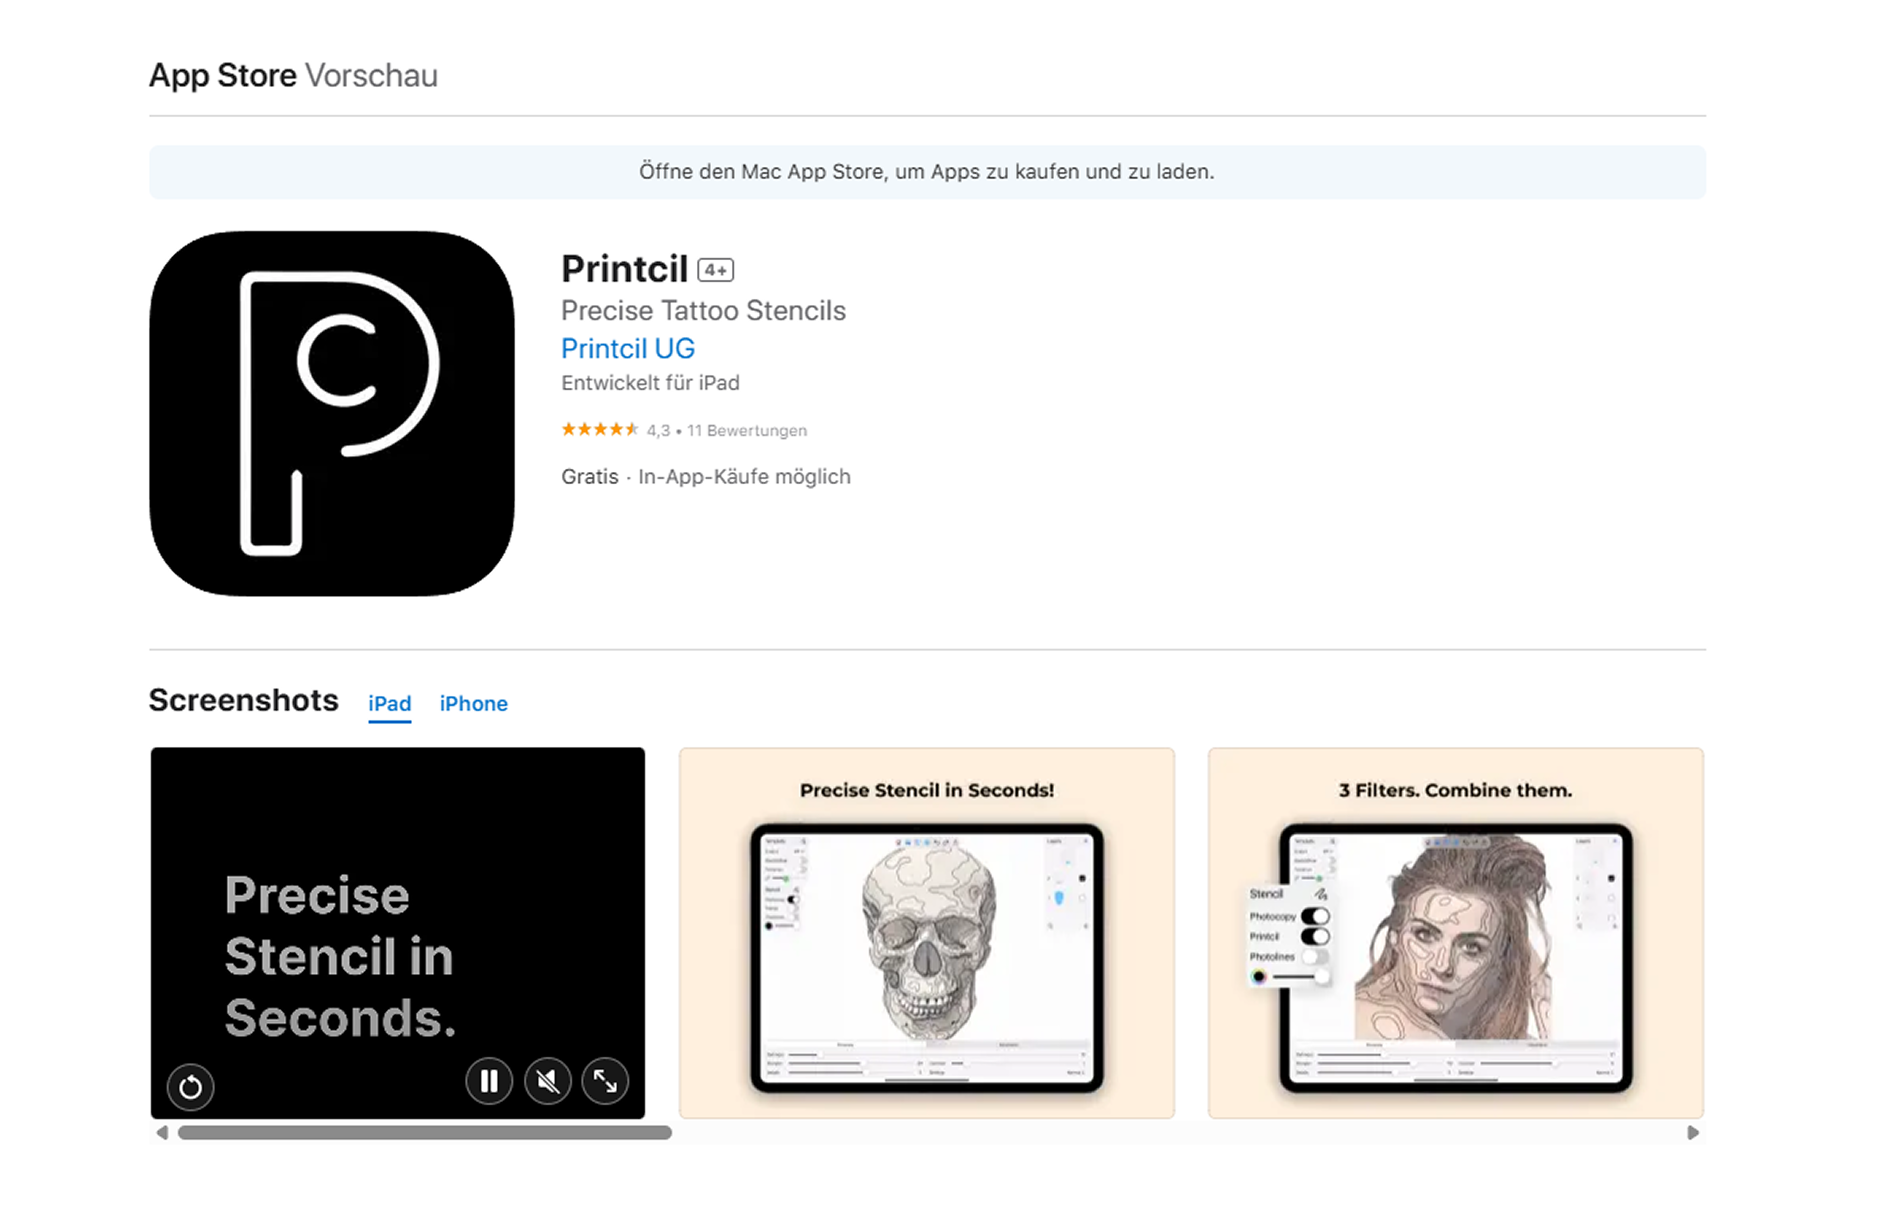 App Store Vorschau
Öffne den Mac App Store, um Apps zu kaufen und zu laden.
Printcil 4+
Precise Tattoo Stencils
Printcil UG
Entwickelt für iPad
4,3 • 11 Bewertungen
Gratis · In-App-Käufe möglich
Screenshots iPad iPhone
Precise
Stencil in
Seconds.
Precise Stencil in Seconds!
3 Filters. Combine them.
Stencil
Photocopy
Printcil
Photolines